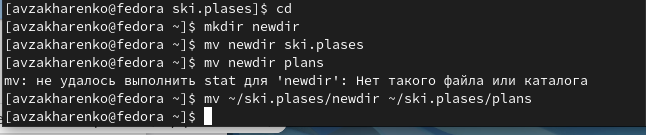 [avzakharenko@fedora ski.plases]$ cd
[avzakharenko@fedora ~]$ mkdir newdir
[avzakharenko@fedora ~]$ mv newdir ski.plases
[avzakharenko@fedora ~]$ mv newdir plans
mv: не удалось выполнить stat для 'newdir': Нет такого файла или каталога
[avzakharenko@fedora ~]$ mv ~/ski.plases/newdir ~/ski.plases/plans
[avzakharenko@fedora ~]$